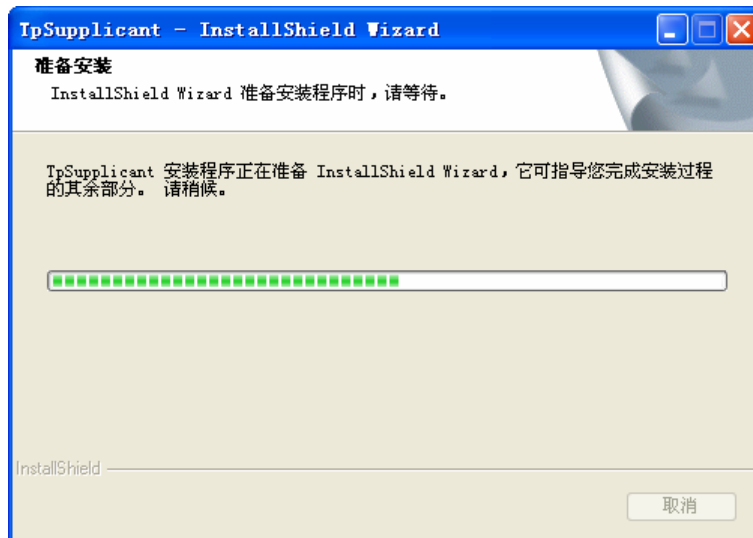 TpSupplicant - InstallShield Wizard
准备安装
InstallShield Wizard 准备安装程序时，请等待。
TpSupplicant 安装程序正在准备 InstallShield Wizard，它可指导您完成安装过程
的其余部分。 请稍候。
InstallShield
取消